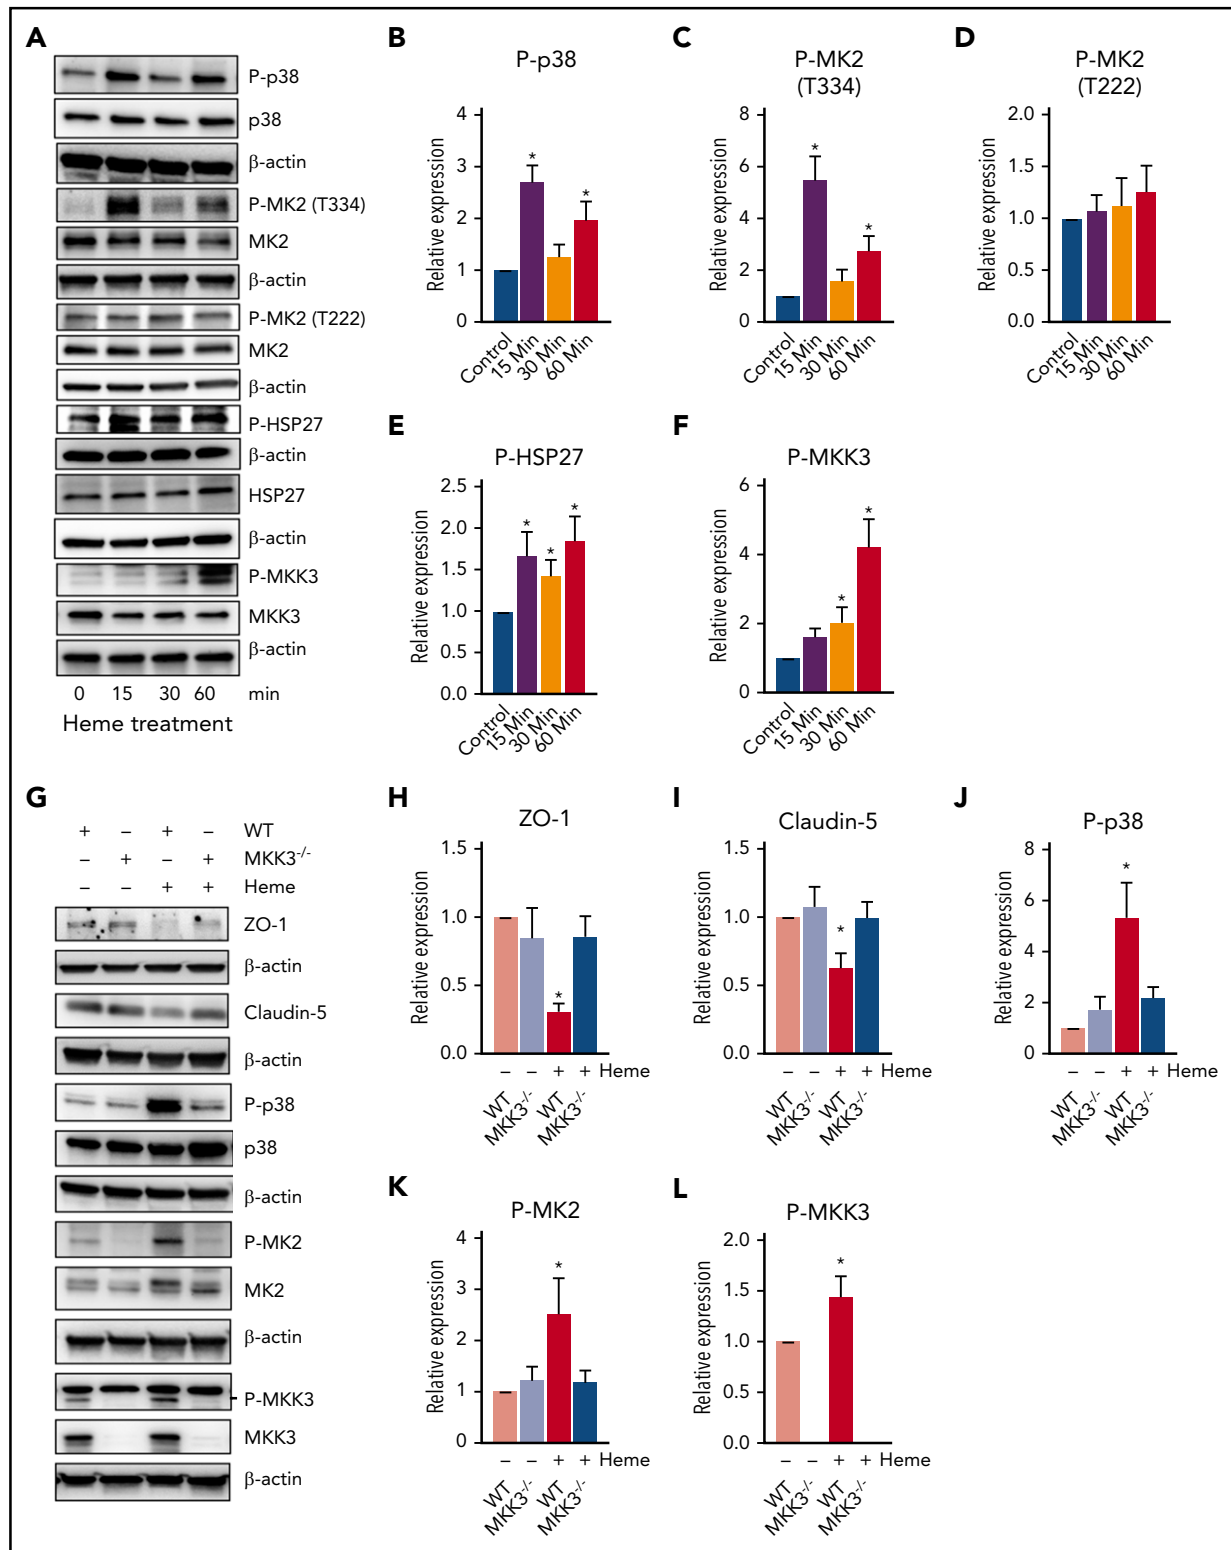 A
P-p38
p38
β-actin
P-MK2 (T334)
MK2
β-actin
P-MK2 (T222)
MK2
β-actin
P-HSP27
β-actin
HSP27
β-actin
P-MKK3
MKK3
β-actin
0 15 30 60 min
Heme treatment
B
P-p38
Relative expression
4
3
2
1
0
*
*
Control
15 Min
30 Min
60 Min
C
P-MK2
(T334)
Relative expression
8
6
4
2
0
*
*
Control
15 Min
30 Min
60 Min
D
P-MK2
(T222)
Relative expression
2.0
1.5
1.0
0.5
0.0
Control
15 Min
30 Min
60 Min
E
P-HSP27
Relative expression
2.5
2.0
1.5
1.0
0.5
0.0
*
*
*
Control
15 Min
30 Min
60 Min
F
P-MKK3
Relative expression
6
4
2
0
*
*
Control
15 Min
30 Min
60 Min
G
+ – + – WT
– + – + MKK3-/-
– – + + Heme
ZO-1
β-actin
Claudin-5
β-actin
P-p38
p38
β-actin
P-MK2
MK2
β-actin
P-MKK3
MKK3
β-actin
H
ZO-1
Relative expression
1.5
1.0
0.5
0.0
*
– – + + Heme
WT
MKK3-/-
WT
MKK3-/-
I
Claudin-5
Relative expression
1.5
1.0
0.5
0.0
*
– – + + Heme
WT
MKK3-/-
WT
MKK3-/-
J
P-p38
Relative expression
8
6
4
2
0
*
– – + + Heme
WT
MKK3-/-
WT
MKK3-/-
K
P-MK2
Relative expression
4
3
2
1
0
*
– – + + Heme
WT
MKK3-/-
WT
MKK3-/-
L
P-MKK3
Relative expression
2.0
1.5
1.0
0.5
0.0
*
– – + + Heme
WT
MKK3-/-
WT
MKK3-/-